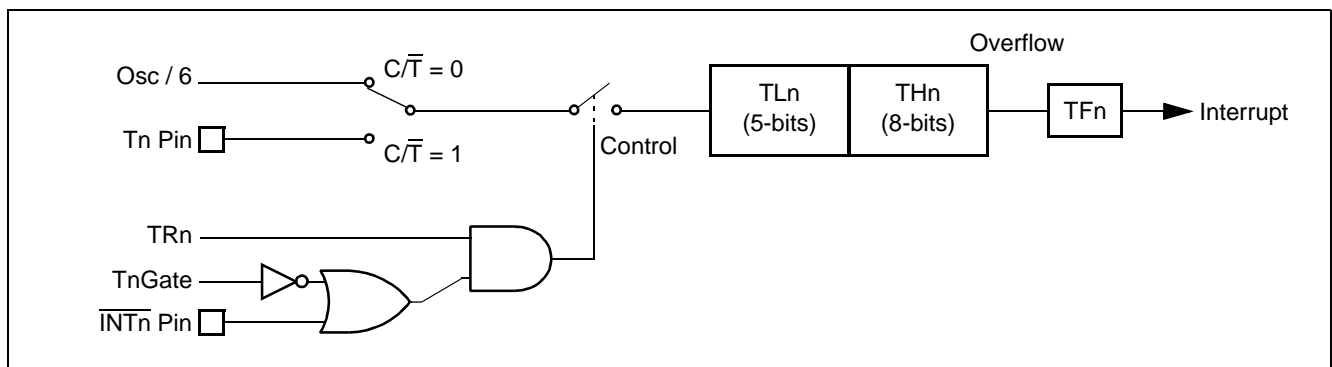 Overflow
Osc / 6
C/T̅ = 0
TLn
(5-bits)
THn
(8-bits)
TFn
Interrupt
Tn Pin
C/T̅ = 1
Control
TRn
TnGate
I̅N̅T̅n̅ Pin